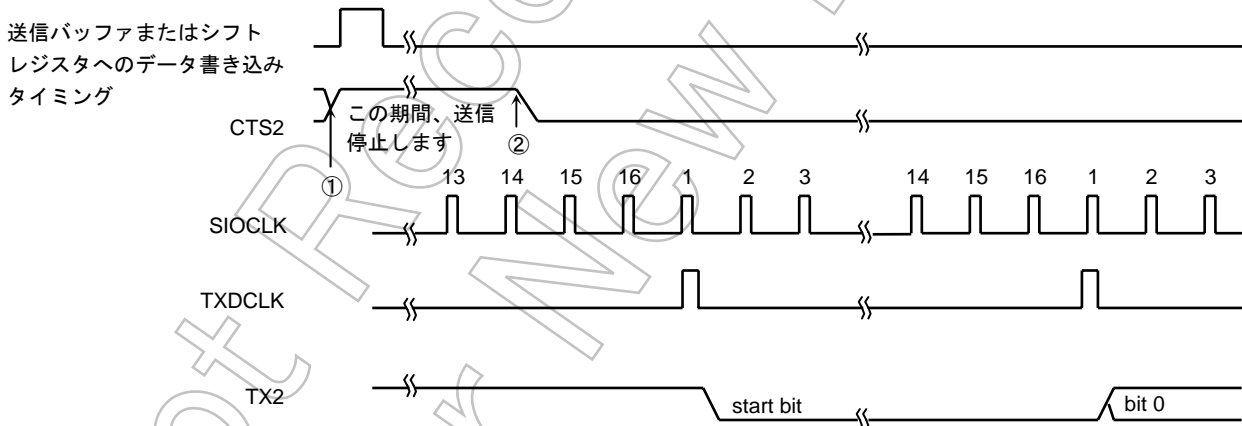 送信バッファまたはシフト
レジスタへのデータ書き込み
タイミング
CTS2
この期間、送信
停止します
① ②
13 14 15 16 1 2 3 14 15 16 1 2 3
SIOCLK
TXDCLK
TX2
start bit
bit 0